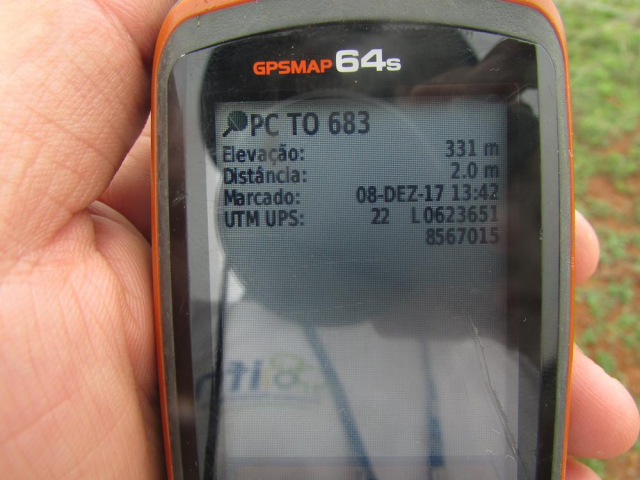 GPSMAP 64s
PC TO 683
Elevação: 331 m
Distância: 2.0 m
Marcado: 08-DEZ-17 13:42
UTM UPS: 22 L 0623651
8567015